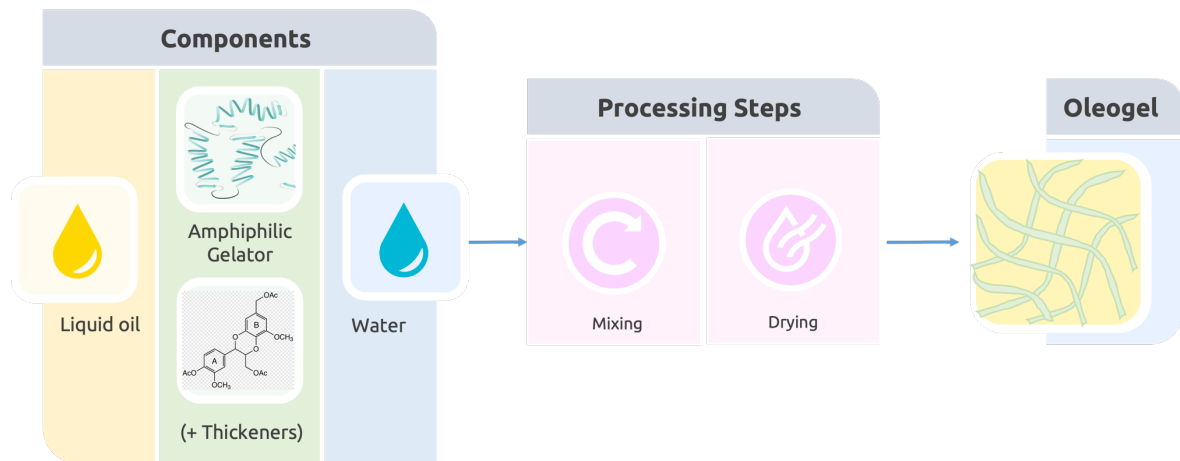 Components
Amphiphilic
Gelator
Liquid oil
Water
(+ Thickeners)
OAc
B
OCH₃
O
O
A
AcO
OCH₃
OAc
Processing Steps
Mixing
Drying
Oleogel